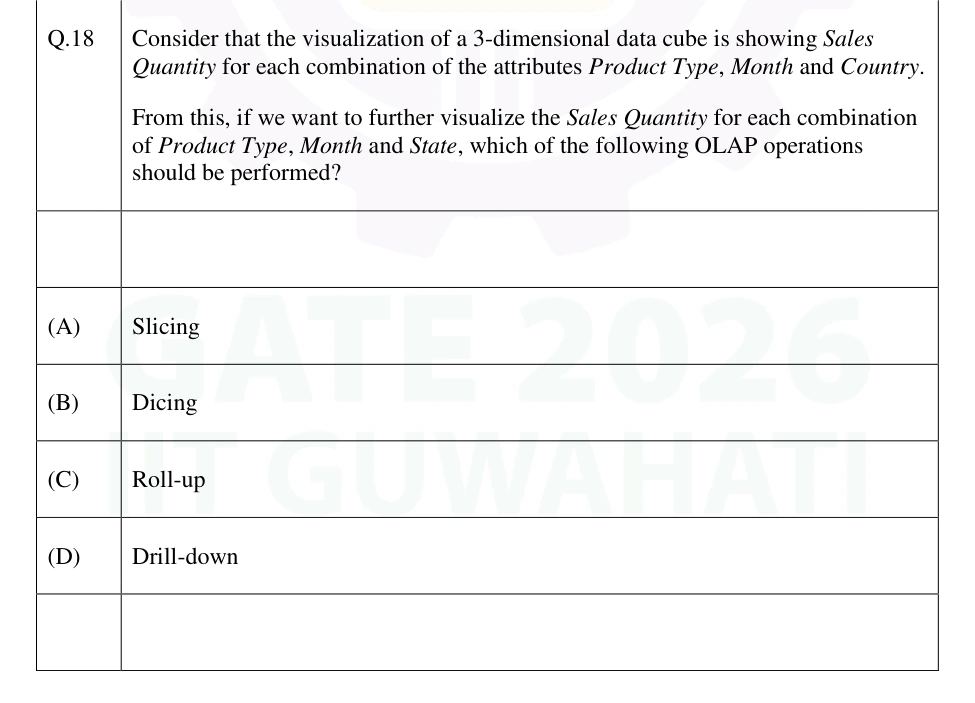 Q.18 Consider that the visualization of a 3-dimensional data cube is showing Sales
Quantity for each combination of the attributes Product Type, Month and Country.
From this, if we want to further visualize the Sales Quantity for each combination
of Product Type, Month and State, which of the following OLAP operations
should be performed?
(A) Slicing
(B) Dicing
(C) Roll-up
(D) Drill-down
GATE 2026
IIT GUWAHATI